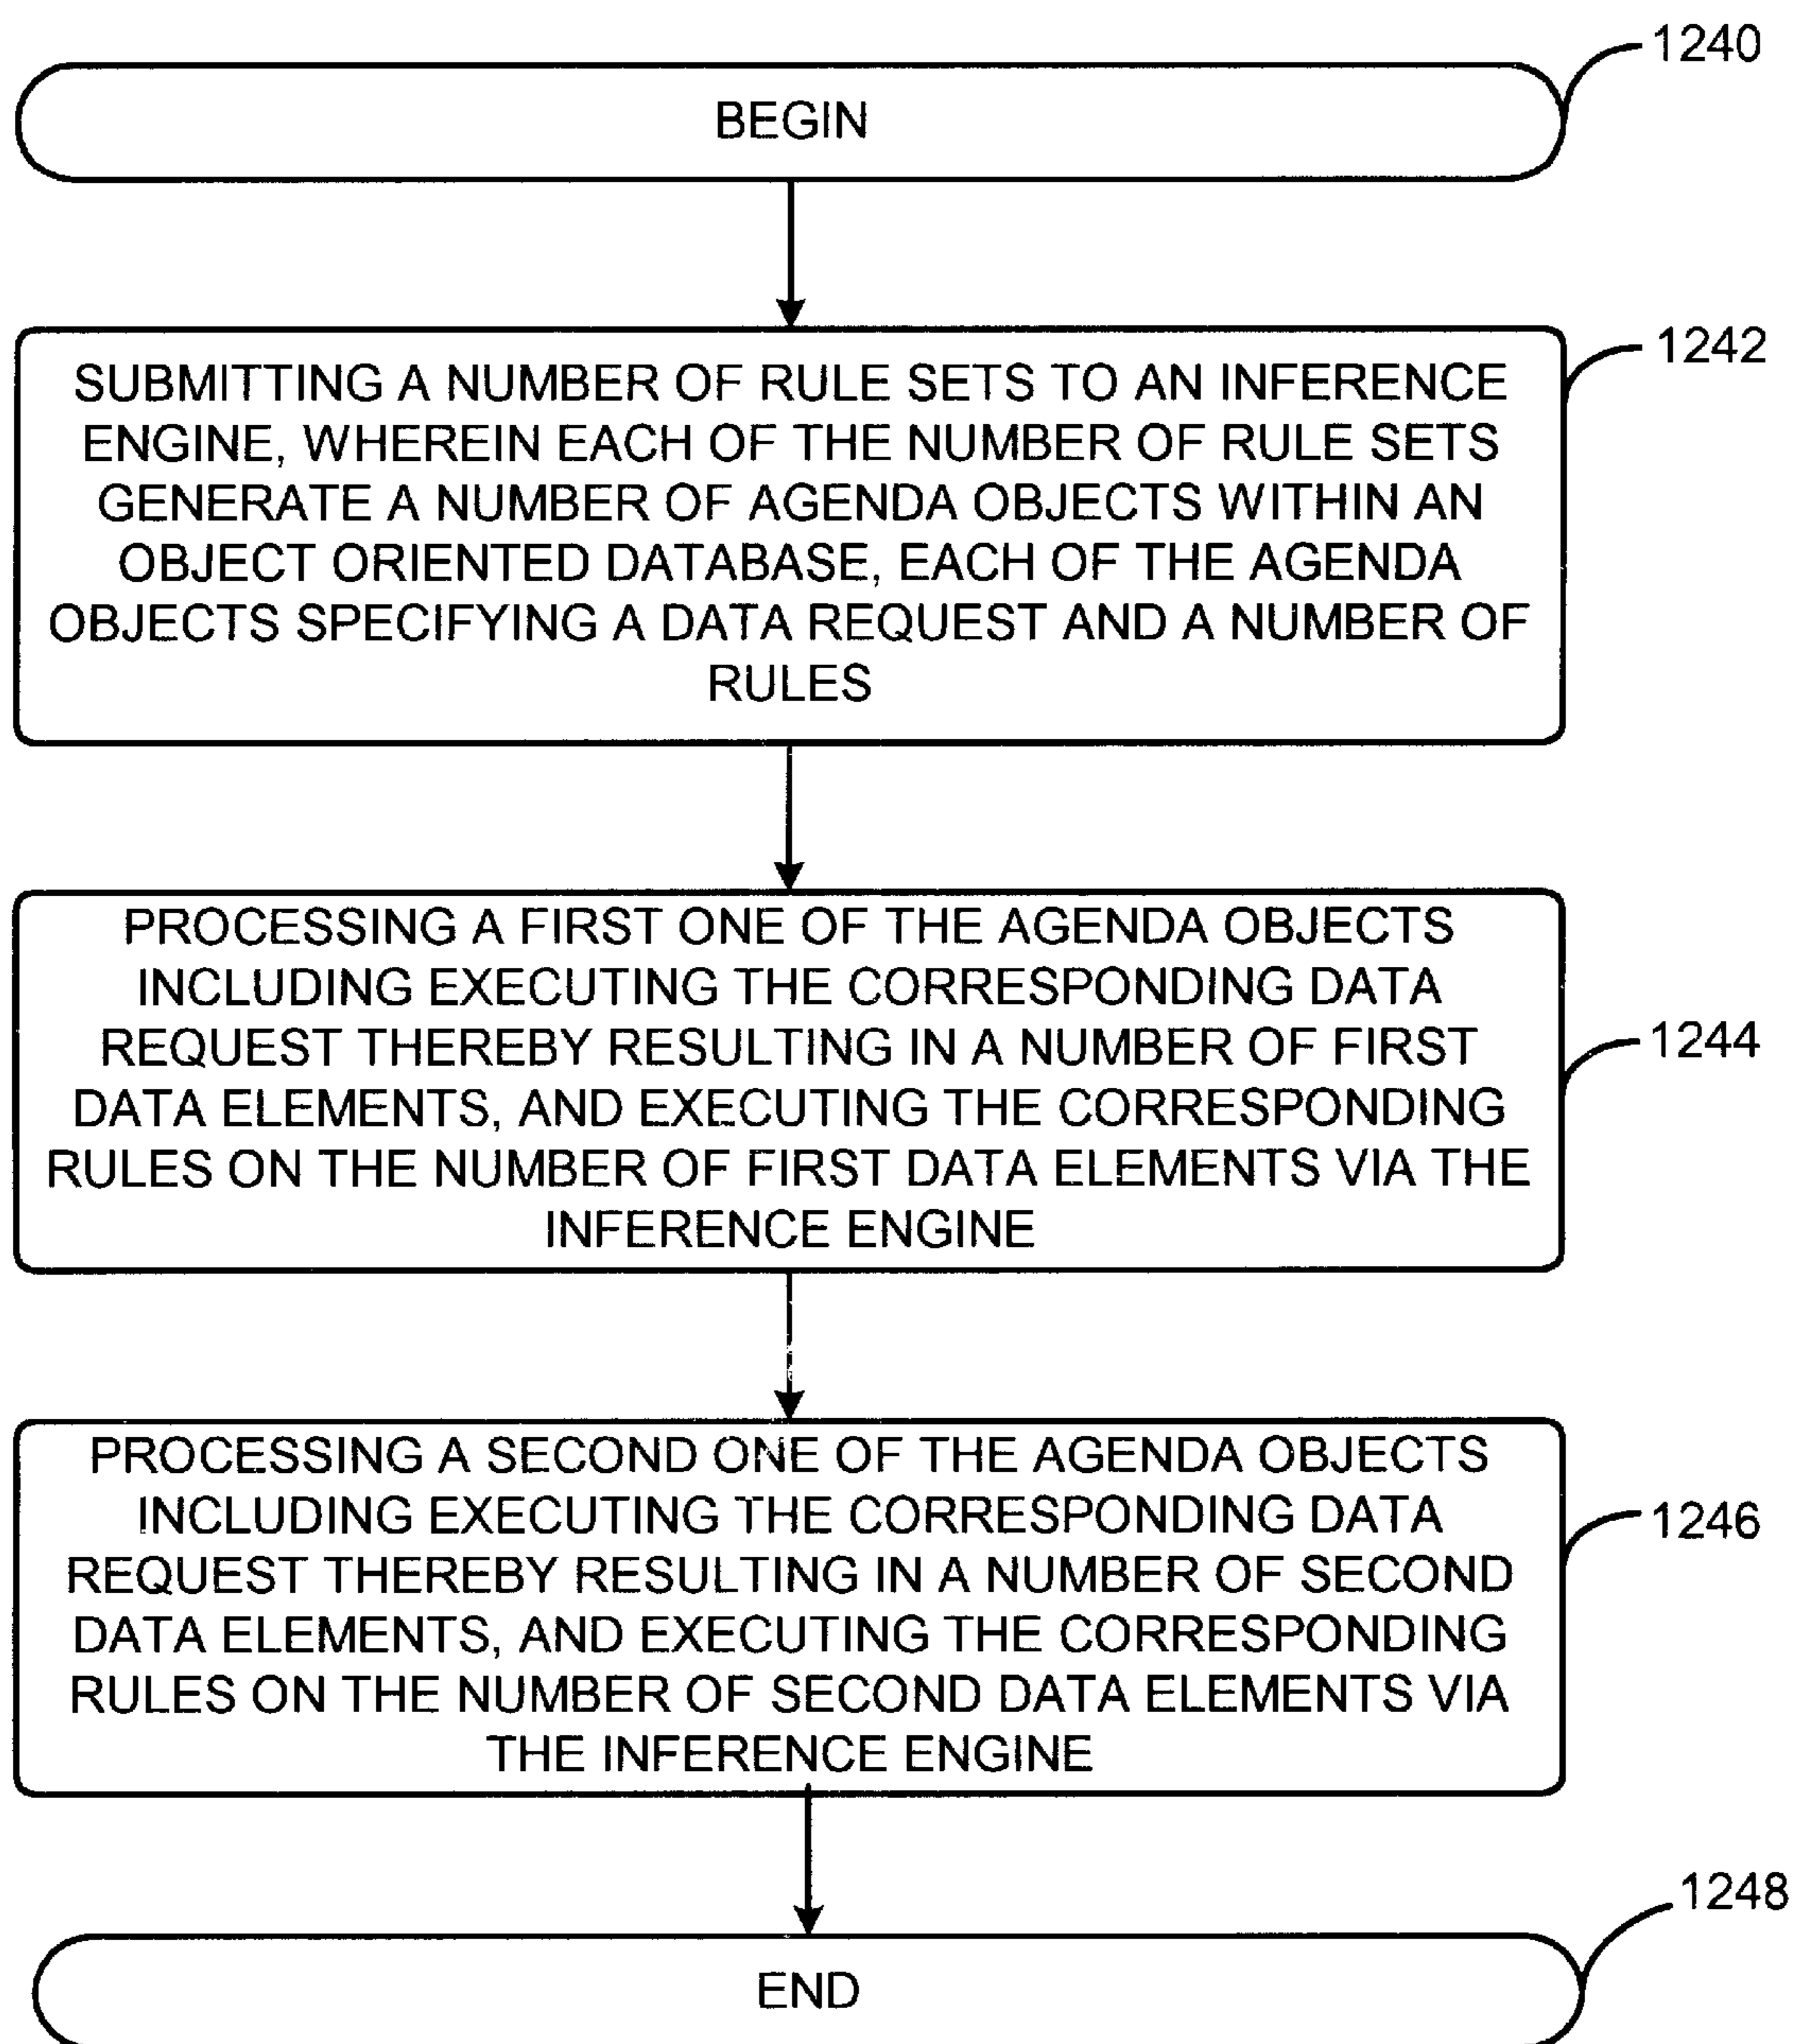 1240
BEGIN
1242
SUBMITTING A NUMBER OF RULE SETS TO AN INFERENCE
ENGINE, WHEREIN EACH OF THE NUMBER OF RULE SETS
GENERATE A NUMBER OF AGENDA OBJECTS WITHIN AN
OBJECT ORIENTED DATABASE, EACH OF THE AGENDA
OBJECTS SPECIFYING A DATA REQUEST AND A NUMBER OF
RULES
PROCESSING A FIRST ONE OF THE AGENDA OBJECTS
INCLUDING EXECUTING THE CORRESPONDING DATA
REQUEST THEREBY RESULTING IN A NUMBER OF FIRST
DATA ELEMENTS, AND EXECUTING THE CORRESPONDING
RULES ON THE NUMBER OF FIRST DATA ELEMENTS VIA THE
INFERENCE ENGINE
1244
PROCESSING A SECOND ONE OF THE AGENDA OBJECTS
INCLUDING EXECUTING THE CORRESPONDING DATA
REQUEST THEREBY RESULTING IN A NUMBER OF SECOND
DATA ELEMENTS, AND EXECUTING THE CORRESPONDING
RULES ON THE NUMBER OF SECOND DATA ELEMENTS VIA
THE INFERENCE ENGINE
1246
1248
END